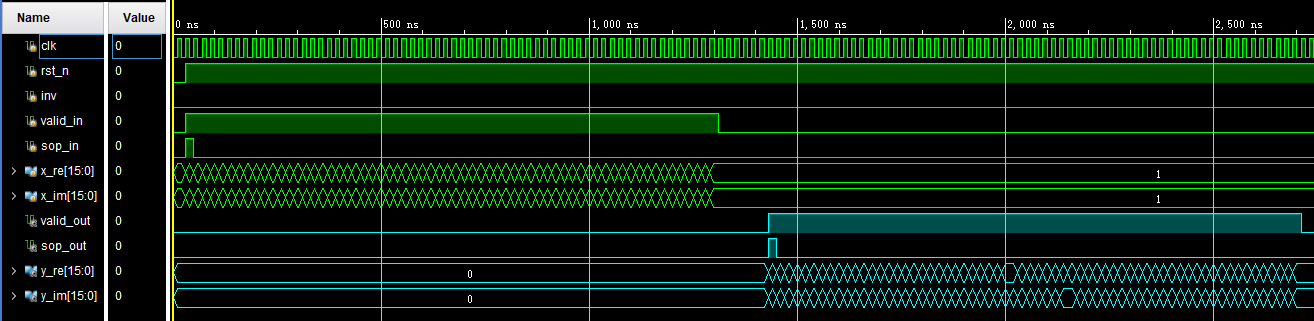 Name Value 0 ns 500 ns 1,000 ns 1,500 ns 2,000 ns 2,500 ns
clk 0
rst_n 0
inv 0
valid_in 0
sop_in 0
x_re[15:0] 0 1
x_im[15:0] 0 1
valid_out 0
sop_out 0
y_re[15:0] 0 0
y_im[15:0] 0 0